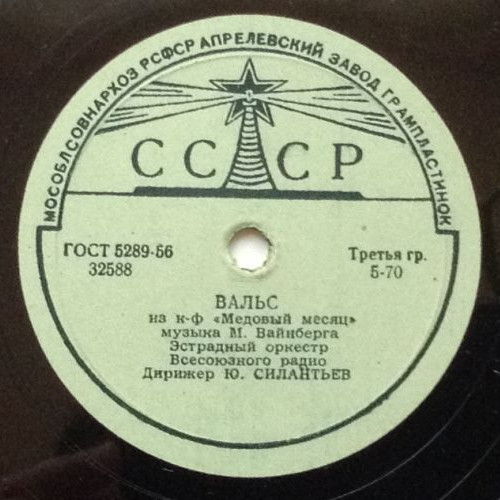 МОСОБЛСОВНАРХОЗ РСФСР АПРЕЛЕВСКИЙ ЗАВОД ГРАМПЛАСТИНОК
СССР
ГОСТ 5289-56
32588
Третья гр.
5-70
ВАЛЬС
из к-ф «Медовый месяц»
музыка М. Вайнберга
Эстрадный оркестр
Всесоюзного радио
Дирижер Ю. СИЛАНТЬЕВ